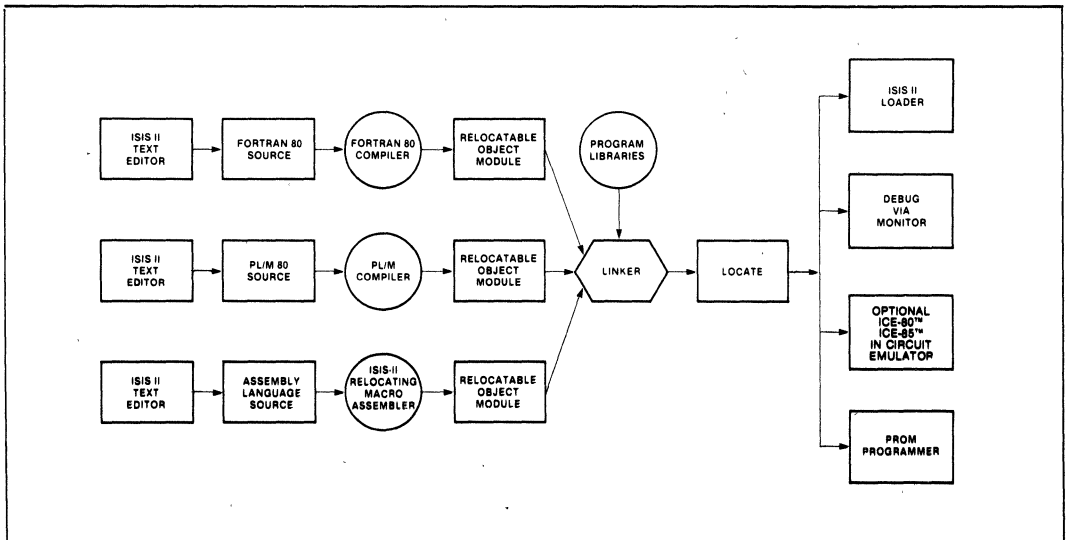 ISIS II
TEXT
EDITOR
FORTRAN 80
SOURCE
FORTRAN 80
COMPILER
RELOCATABLE
OBJECT
MODULE
PROGRAM
LIBRARIES
ISIS II
TEXT
EDITOR
PL/M 80
SOURCE
PL/M
COMPILER
RELOCATABLE
OBJECT
MODULE
LINKER
LOCATE
ISIS II
TEXT
EDITOR
ASSEMBLY
LANGUAGE
SOURCE
ISIS-II
RELOCATING
MACRO
ASSEMBLER
RELOCATABLE
OBJECT
MODULE
ISIS II
LOADER
DEBUG
VIA
MONITOR
OPTIONAL
ICE-80™
ICE-85™
IN CIRCUIT
EMULATOR
PROM
PROGRAMMER